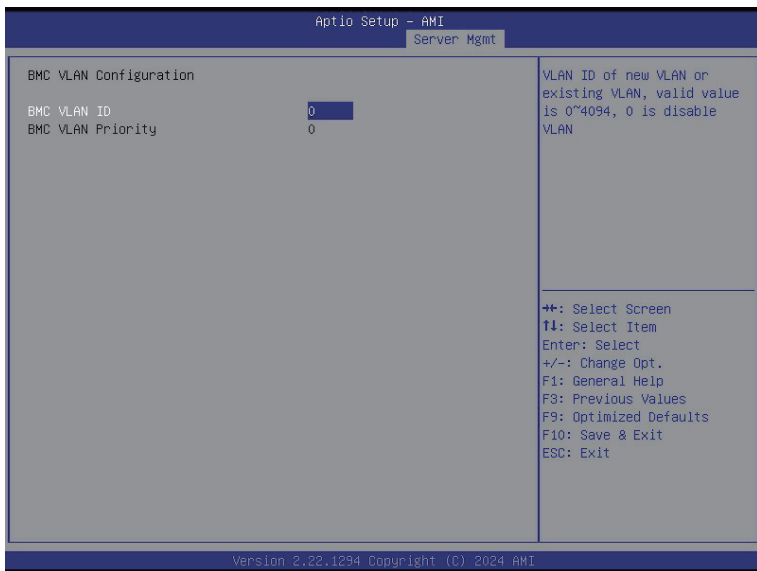 Aptio Setup - AMI
Server Mgmt
BMC VLAN Configuration
BMC VLAN ID 0
BMC VLAN Priority 0
VLAN ID of new VLAN or
existing VLAN, valid value
is 0~4094, 0 is disable
VLAN
→←: Select Screen
↑↓: Select Item
Enter: Select
+/-: Change Opt.
F1: General Help
F3: Previous Values
F9: Optimized Defaults
F10: Save & Exit
ESC: Exit
Version 2.22.1294 Copyright (C) 2024 AMI